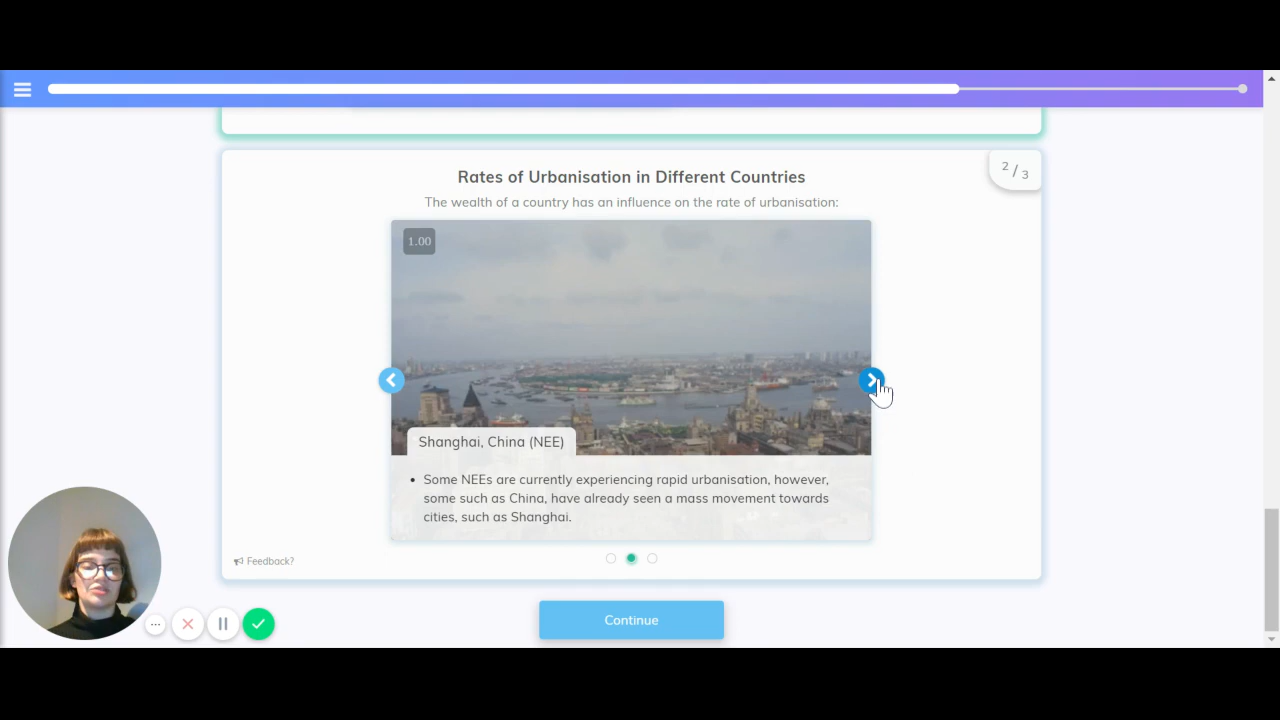 Rates of Urbanisation in Different Countries
2 / 3
The wealth of a country has an influence on the rate of urbanisation:
1.00
Shanghai, China (NEE)
• Some NEEs are currently experiencing rapid urbanisation, however,
some such as China, have already seen a mass movement towards
cities, such as Shanghai.
Feedback?
Continue